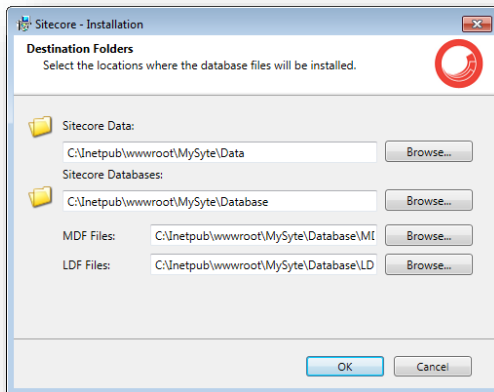 Sitecore - Installation
Destination Folders
Select the locations where the database files will be installed.
Sitecore Data:
C:\Inetpub\wwwroot\MySyte\Data
Browse...
Sitecore Databases:
C:\Inetpub\wwwroot\MySyte\Database
Browse...
MDF Files:
C:\Inetpub\wwwroot\MySyte\Database\MD
Browse...
LDF Files:
C:\Inetpub\wwwroot\MySyte\Database\LD
Browse...
OK
Cancel